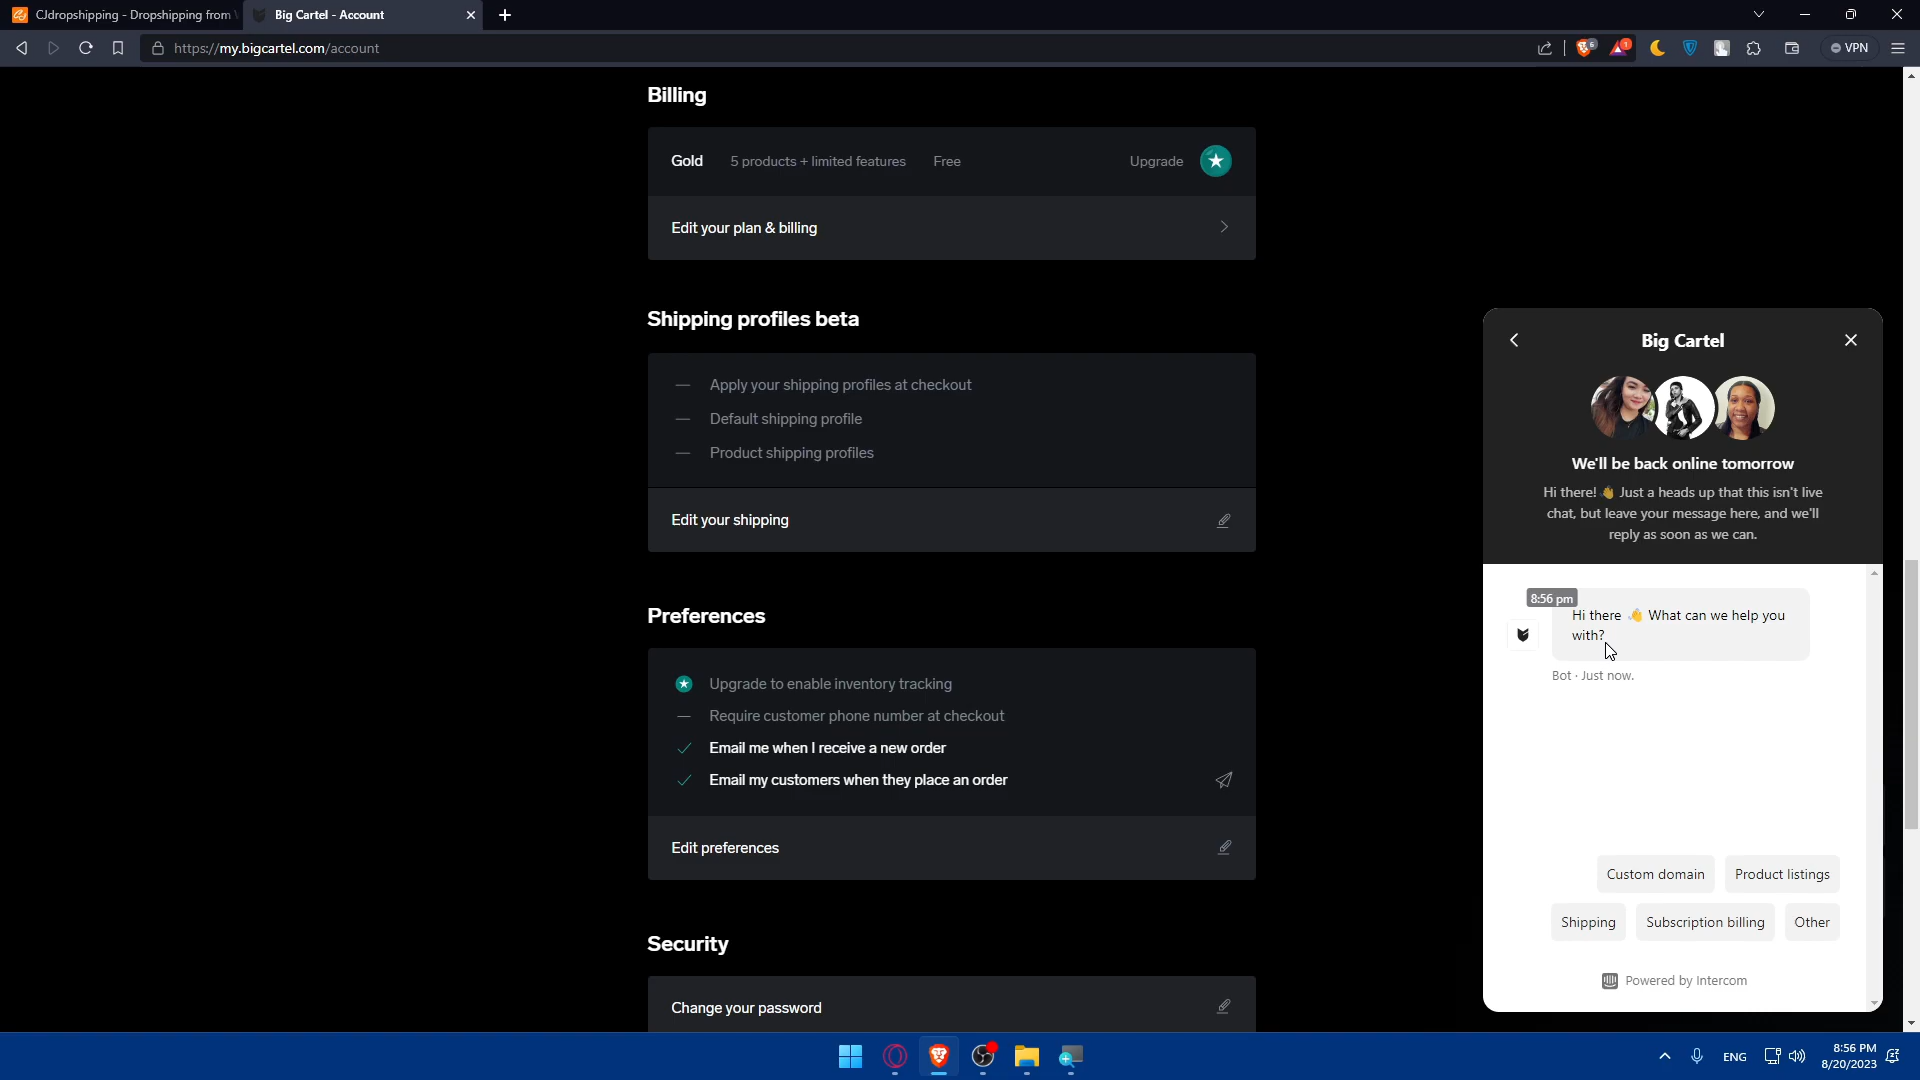 CJdropshipping - Dropshipping from
Big Cartel - Account
https://my.bigcartel.com/account
6
1
VPN
Billing
Gold 5 products + limited features Free Upgrade
Edit your plan & billing
Shipping profiles beta
Apply your shipping profiles at checkout
Default shipping profile
Product shipping profiles
Edit your shipping
Preferences
Upgrade to enable inventory tracking
Require customer phone number at checkout
Email me when I receive a new order
Email my customers when they place an order
Edit preferences
Security
Change your password
Big Cartel
We'll be back online tomorrow
Hi there! 👋 Just a heads up that this isn't live
chat, but leave your message here, and we'll
reply as soon as we can.
8:56 pm
Hi there 👋 What can we help you
with?
Bot · Just now.
Custom domain Product listings
Shipping Subscription billing Other
Powered by Intercom
ENG
8:56 PM
8/20/2023